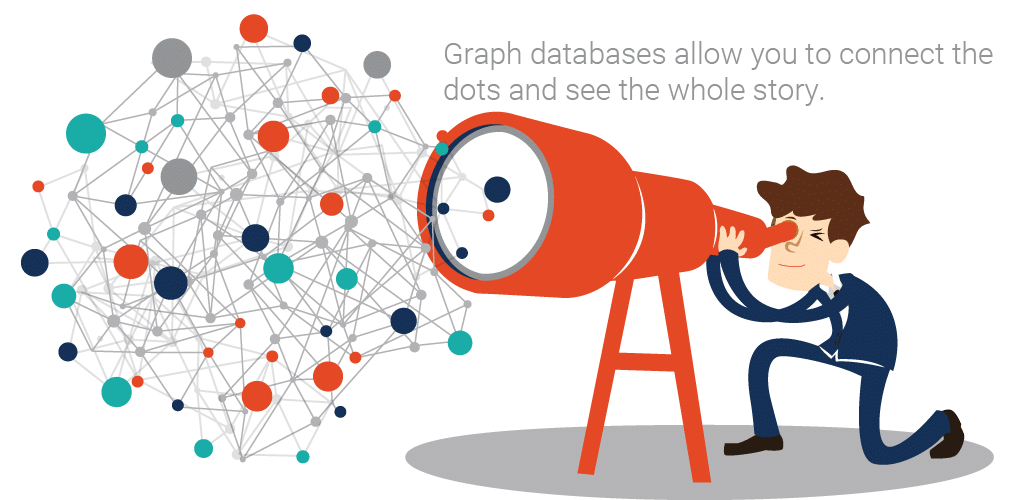 Graph databases allow you to connect the
dots and see the whole story.